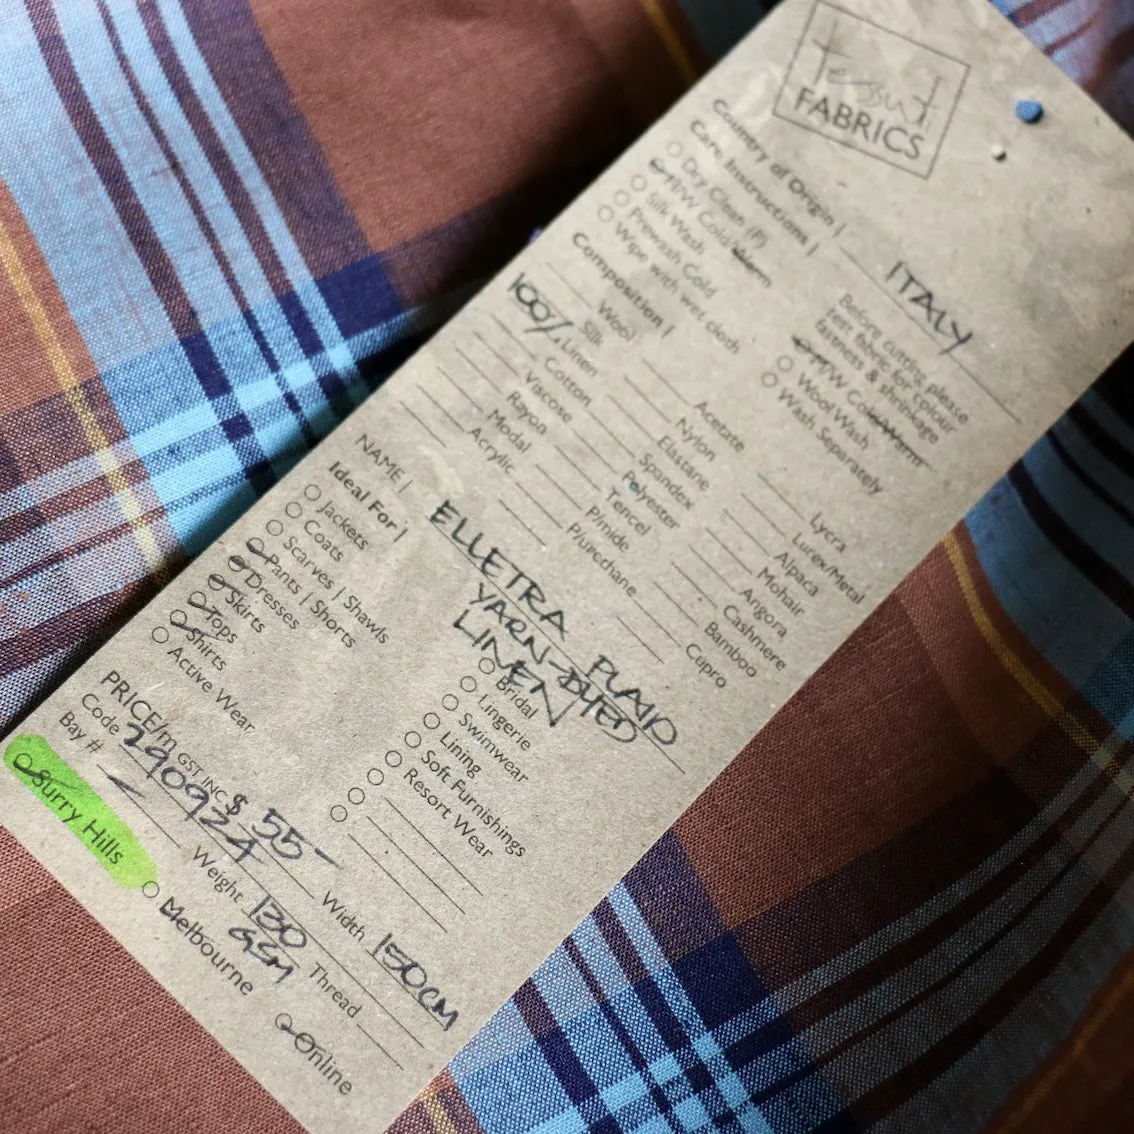 Tessuti
FABRICS
Country of Origin | ITALY
Care Instructions |
Dry Clean (P)
H/W Cold/Warm
Silk Wash
Prewash Cold
Wipe with wet cloth
Before cutting, please
test fabric for colour
fastness & shrinkage
M/W Cold/Warm
Wool Wash
Wash Separately
Composition |
Wool
Silk
100% Linen
Cotton
Viscose
Rayon
Modal
Acrylic
Acetate
Nylon
Elastane
Spandex
Polyester
Tencel
P/mide
P/urethane
Lycra
Lurex/Metal
Alpaca
Mohair
Angora
Cashmere
Bamboo
Cupro
NAME | ELLETRA PLAID
YARN-DYED
LINEN
Ideal For |
Jackets
Coats
Scarves | Shawls
Pants | Shorts
Dresses
Skirts
Tops
Shirts
Active Wear
Bridal
Lingerie
Swimwear
Lining
Soft Furnishings
Resort Wear
PRICE/m GST INC $ 55-
Width 150CM
Code 290924
Weight 130
GSM
Thread
Bay # -
Surry Hills
Melbourne
Online